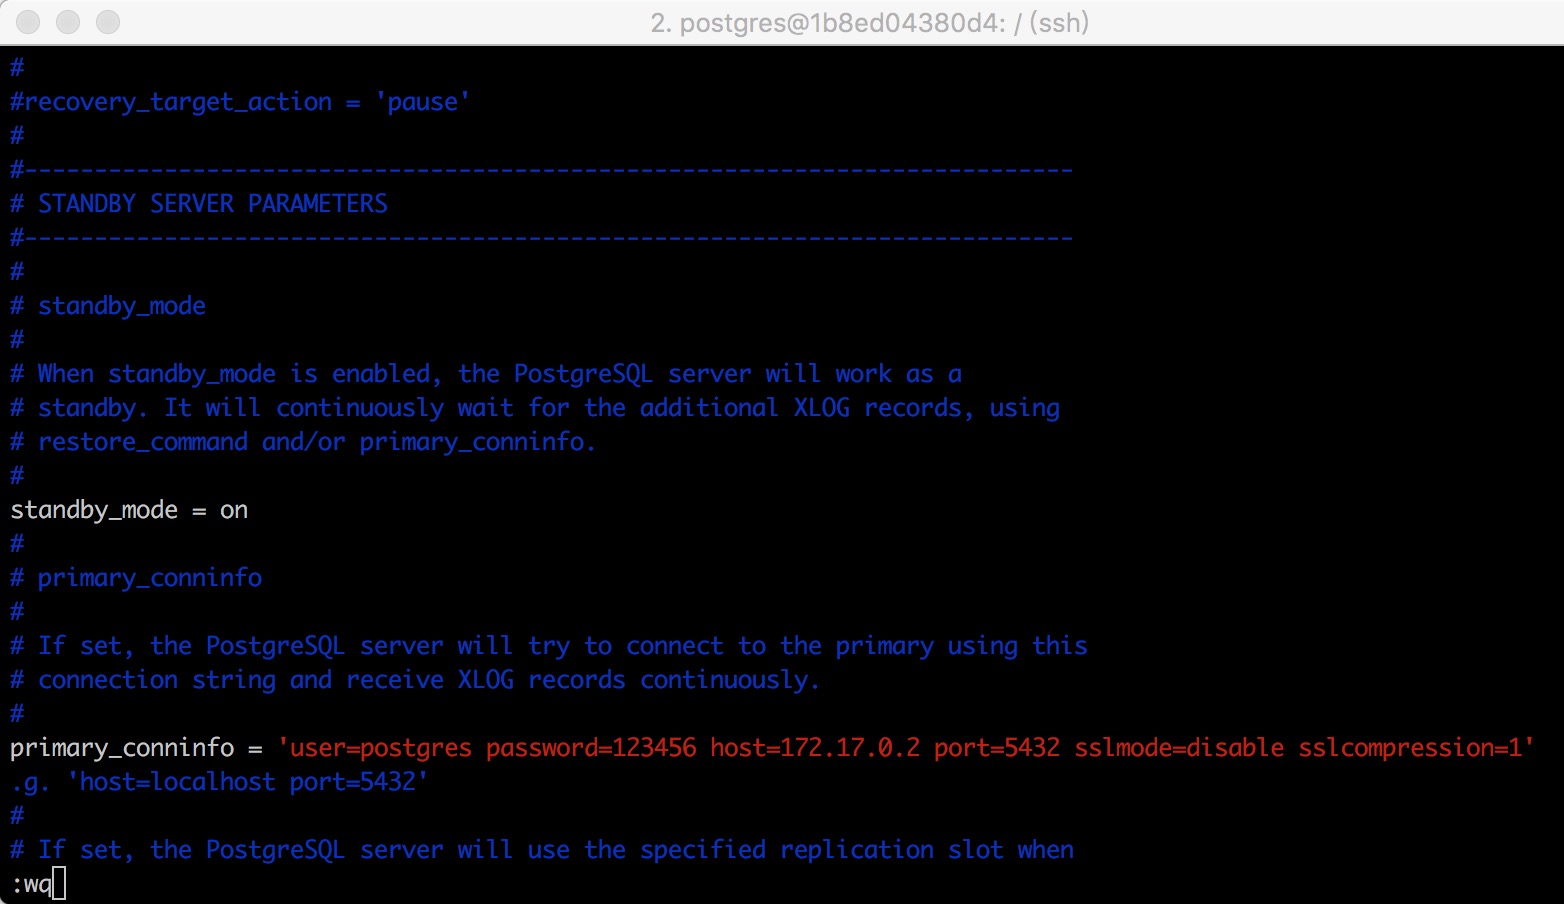 2. postgres@1b8ed04380d4: / (ssh)
#
#recovery_target_action = 'pause'
#
#---------------------------------------------------------------------------
# STANDBY SERVER PARAMETERS
#---------------------------------------------------------------------------
#
# standby_mode
#
# When standby_mode is enabled, the PostgreSQL server will work as a
# standby. It will continuously wait for the additional XLOG records, using
# restore_command and/or primary_conninfo.
#
standby_mode = on
#
# primary_conninfo
#
# If set, the PostgreSQL server will try to connect to the primary using this
# connection string and receive XLOG records continuously.
#
primary_conninfo = 'user=postgres password=123456 host=172.17.0.2 port=5432 sslmode=disable sslcompression=1'
.g. 'host=localhost port=5432'
#
# If set, the PostgreSQL server will use the specified replication slot when
:wq